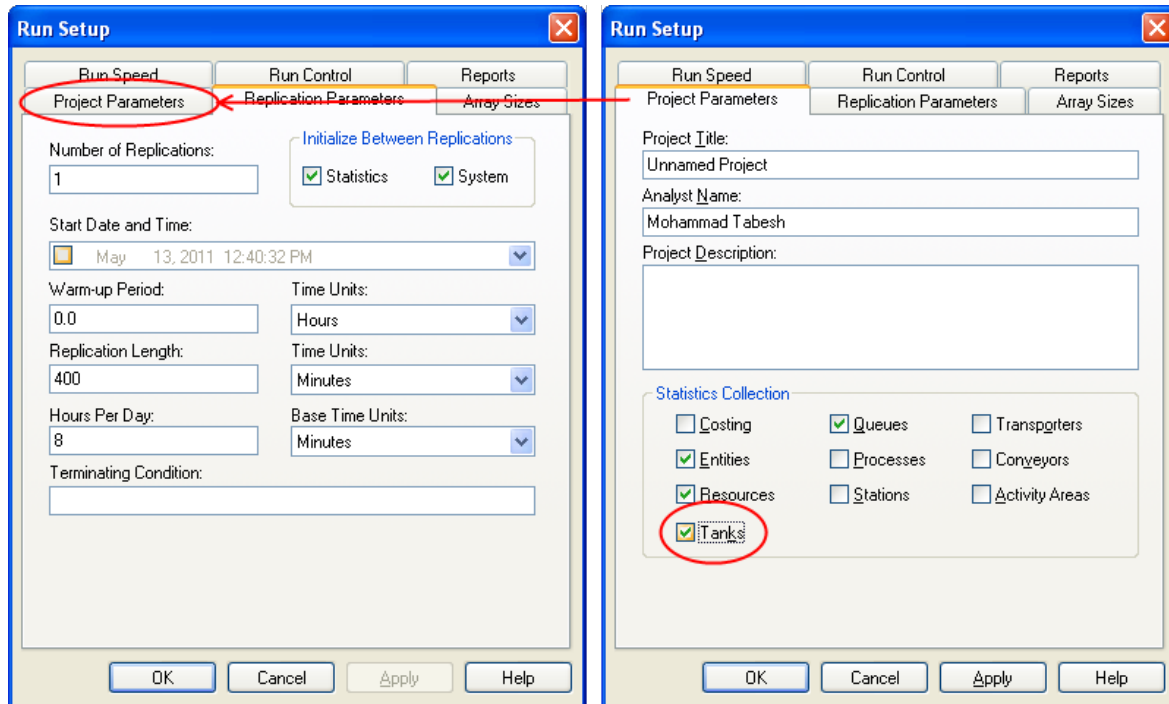 Run Setup
Run Speed Run Control Reports
Project Parameters Replication Parameters Array Sizes
Number of Replications:
1
Initialize Between Replications
Statistics System
Start Date and Time:
May 13, 2011 12:40:32 PM
Warm-up Period: Time Units:
0.0 Hours
Replication Length: Time Units:
400 Minutes
Hours Per Day: Base Time Units:
8 Minutes
Terminating Condition:
OK Cancel Apply Help
Run Setup
Run Speed Run Control Reports
Project Parameters Replication Parameters Array Sizes
Project Title:
Unnamed Project
Analyst Name:
Mohammad Tabesh
Project Description:
Statistics Collection
Costing Queues Transporters
Entities Processes Conveyors
Resources Stations Activity Areas
Tanks
OK Cancel Apply Help